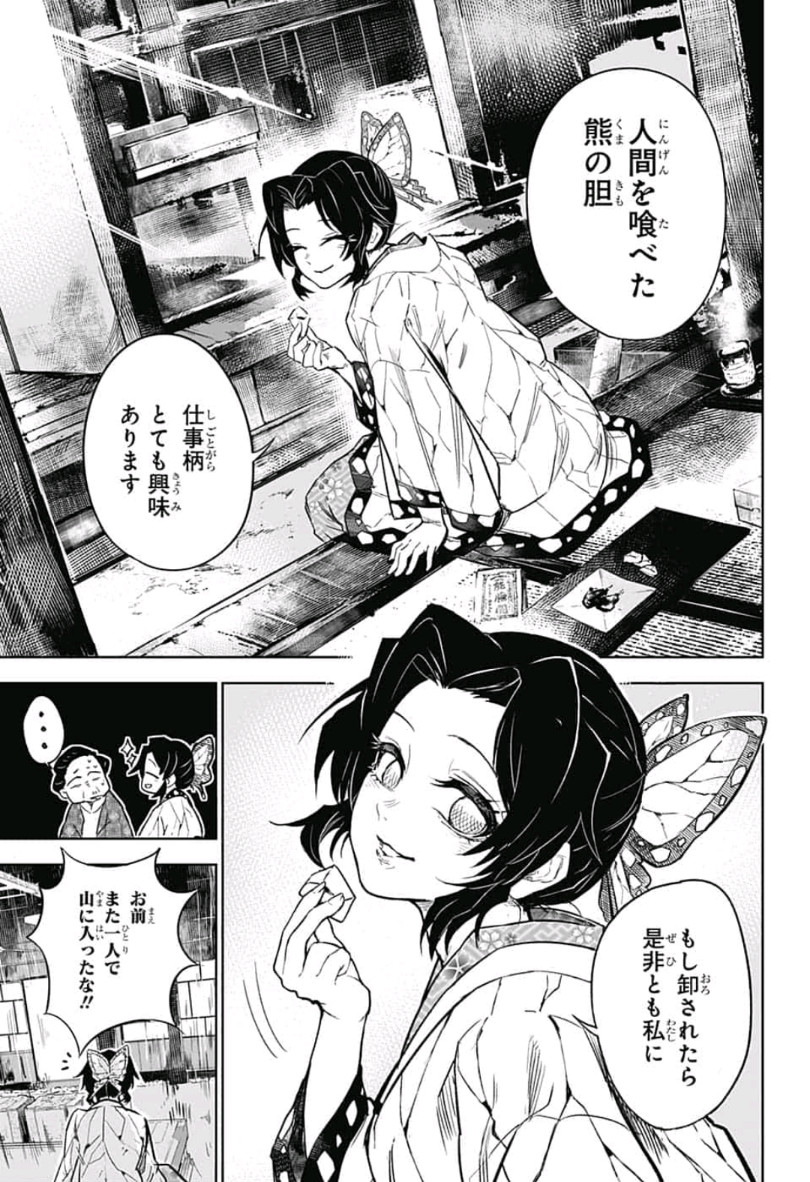 人間を喰べた
熊の胆
仕事柄
とても興味
あります
もし卸されたら
是非とも私に
・・・
お前
また一人で
山に入ったな!!